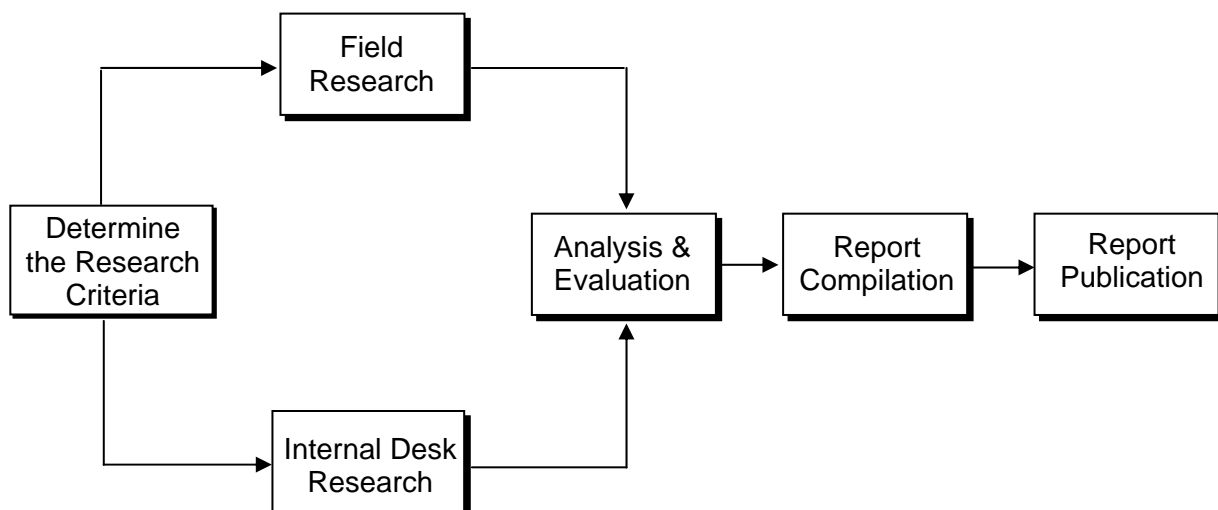 Field
Research
Determine
the Research
Criteria
Analysis &
Evaluation
Report
Compilation
Report
Publication
Internal Desk
Research